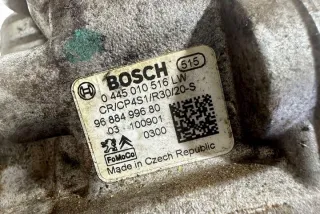 BOSCH 515
0 445 010 516 LW
CR/CP4S1/R30/20-S
96 884 996 80
03 100901
0300
FoMoCo
Made in Czech Republic